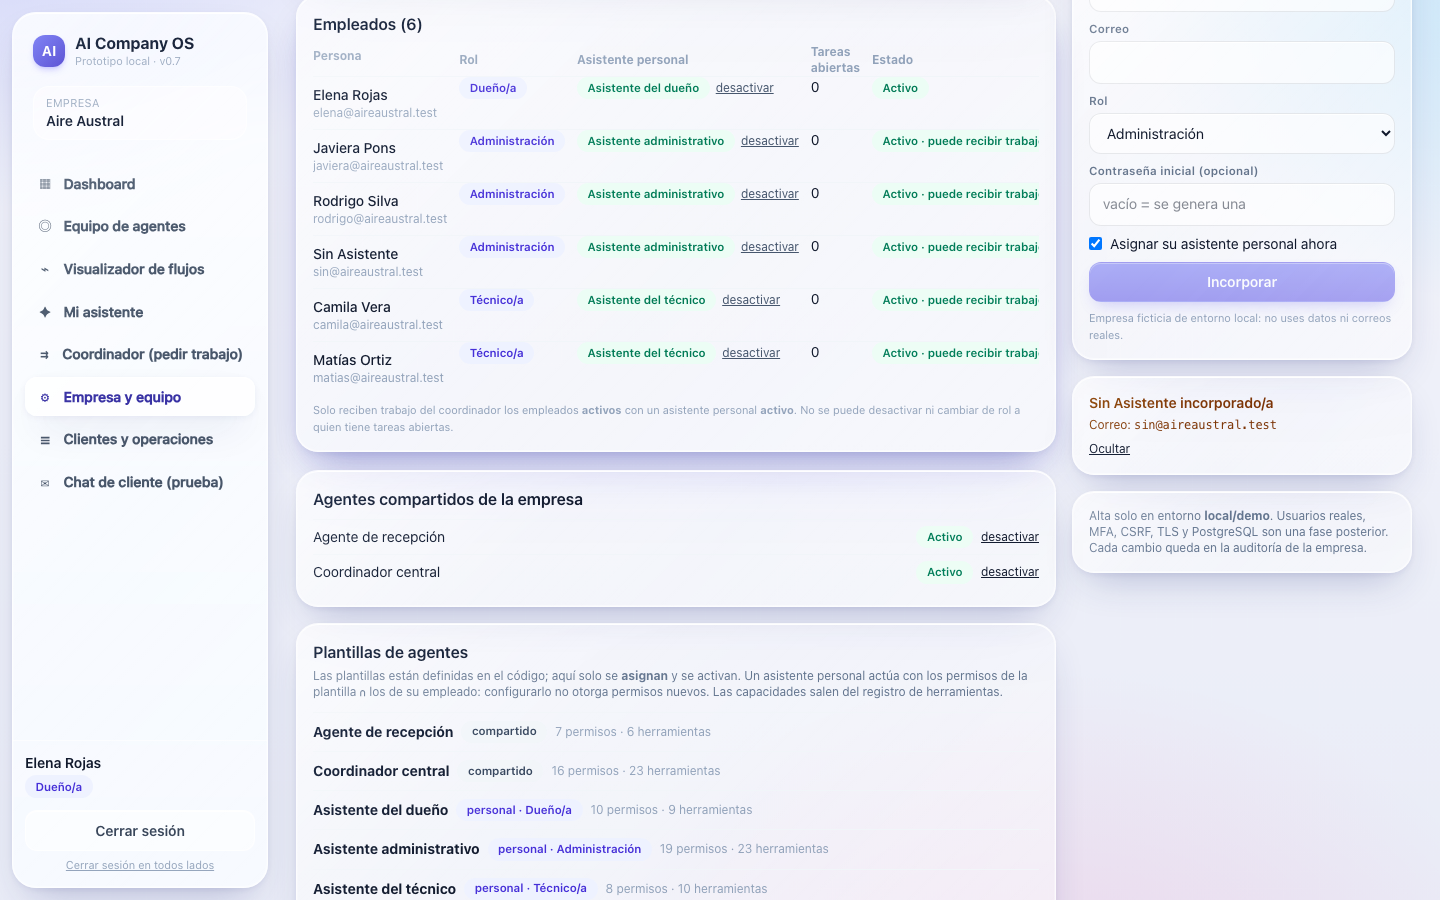 AI
AI Company OS
Prototipo local · v0.7
EMPRESA
Aire Austral
Dashboard
Equipo de agentes
Visualizador de flujos
Mi asistente
Coordinador (pedir trabajo)
Empresa y equipo
Clientes y operaciones
Chat de cliente (prueba)
Elena Rojas
Dueño/a
Cerrar sesión
Cerrar sesión en todos lados
Empleados (6)
Persona Rol Asistente personal Tareas abiertas Estado
Elena Rojas Dueño/a Asistente del dueño desactivar 0 Activo
elena@aireaustral.test
Javiera Pons Administración Asistente administrativo desactivar 0 Activo · puede recibir trabaj
javiera@aireaustral.test
Rodrigo Silva Administración Asistente administrativo desactivar 0 Activo · puede recibir trabaj
rodrigo@aireaustral.test
Sin Asistente Administración Asistente administrativo desactivar 0 Activo · puede recibir trabaj
sin@aireaustral.test
Camila Vera Técnico/a Asistente del técnico desactivar 0 Activo · puede recibir trabaj
camila@aireaustral.test
Matías Ortiz Técnico/a Asistente del técnico desactivar 0 Activo · puede recibir trabaj
matias@aireaustral.test
Solo reciben trabajo del coordinador los empleados activos con un asistente personal activo. No se puede desactivar ni cambiar de rol a
quien tiene tareas abiertas.
Agentes compartidos de la empresa
Agente de recepción Activo desactivar
Coordinador central Activo desactivar
Plantillas de agentes
Las plantillas están definidas en el código; aquí solo se asignan y se activan. Un asistente personal actúa con los permisos de la
plantilla ∩ los de su empleado: configurarlo no otorga permisos nuevos. Las capacidades salen del registro de herramientas.
Agente de recepción compartido 7 permisos · 6 herramientas
Coordinador central compartido 16 permisos · 23 herramientas
Asistente del dueño personal · Dueño/a 10 permisos · 9 herramientas
Asistente administrativo personal · Administración 19 permisos · 23 herramientas
Asistente del técnico personal · Técnico/a 8 permisos · 10 herramientas
Correo
Rol
Administración
Contraseña inicial (opcional)
vacío = se genera una
Asignar su asistente personal ahora
Incorporar
Empresa ficticia de entorno local: no uses datos ni correos
reales.
Sin Asistente incorporado/a
Correo: sin@aireaustral.test
Ocultar
Alta solo en entorno local/demo. Usuarios reales,
MFA, CSRF, TLS y PostgreSQL son una fase posterior.
Cada cambio queda en la auditoría de la empresa.